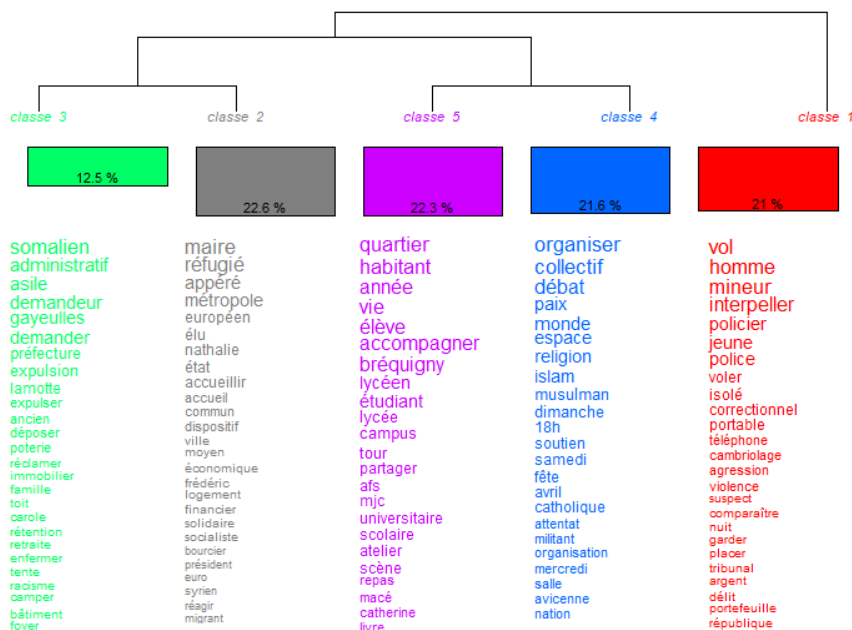 classe 3
classe 2
classe 5
classe 4
classe 1
12.5 %
22.6 %
22.3 %
21.6 %
21 %
somalien
administratif
asile
demandeur
gayeulles
demander
préfecture
expulsion
lamotte
expulser
ancien
déposer
poterie
réclamer
immobilier
famille
toit
carole
rétention
retraite
enfermer
tente
racisme
camper
bâtiment
foyer
maire
réfugié
appéré
métropole
européen
élu
nathalie
état
accueillir
accueil
commun
dispositif
ville
moyen
économique
frédéric
logement
financier
solidaire
socialiste
bourcier
président
euro
syrien
réagir
migrant
quartier
habitant
année
vie
élève
accompagner
bréquigny
lycéen
étudiant
lycée
campus
tour
partager
afs
mjc
universitaire
scolaire
atelier
scène
repas
macé
catherine
livre
organiser
collectif
débat
paix
monde
espace
religion
islam
musulman
dimanche
18h
soutien
samedi
fête
avril
catholique
attentat
militant
organisation
mercredi
salle
avicenne
nation
vol
homme
mineur
interpeller
policier
jeune
police
voler
isolé
correctionnel
portable
téléphone
cambriolage
agression
violence
suspect
comparaître
nuit
garder
placer
tribunal
argent
délit
portefeuille
république